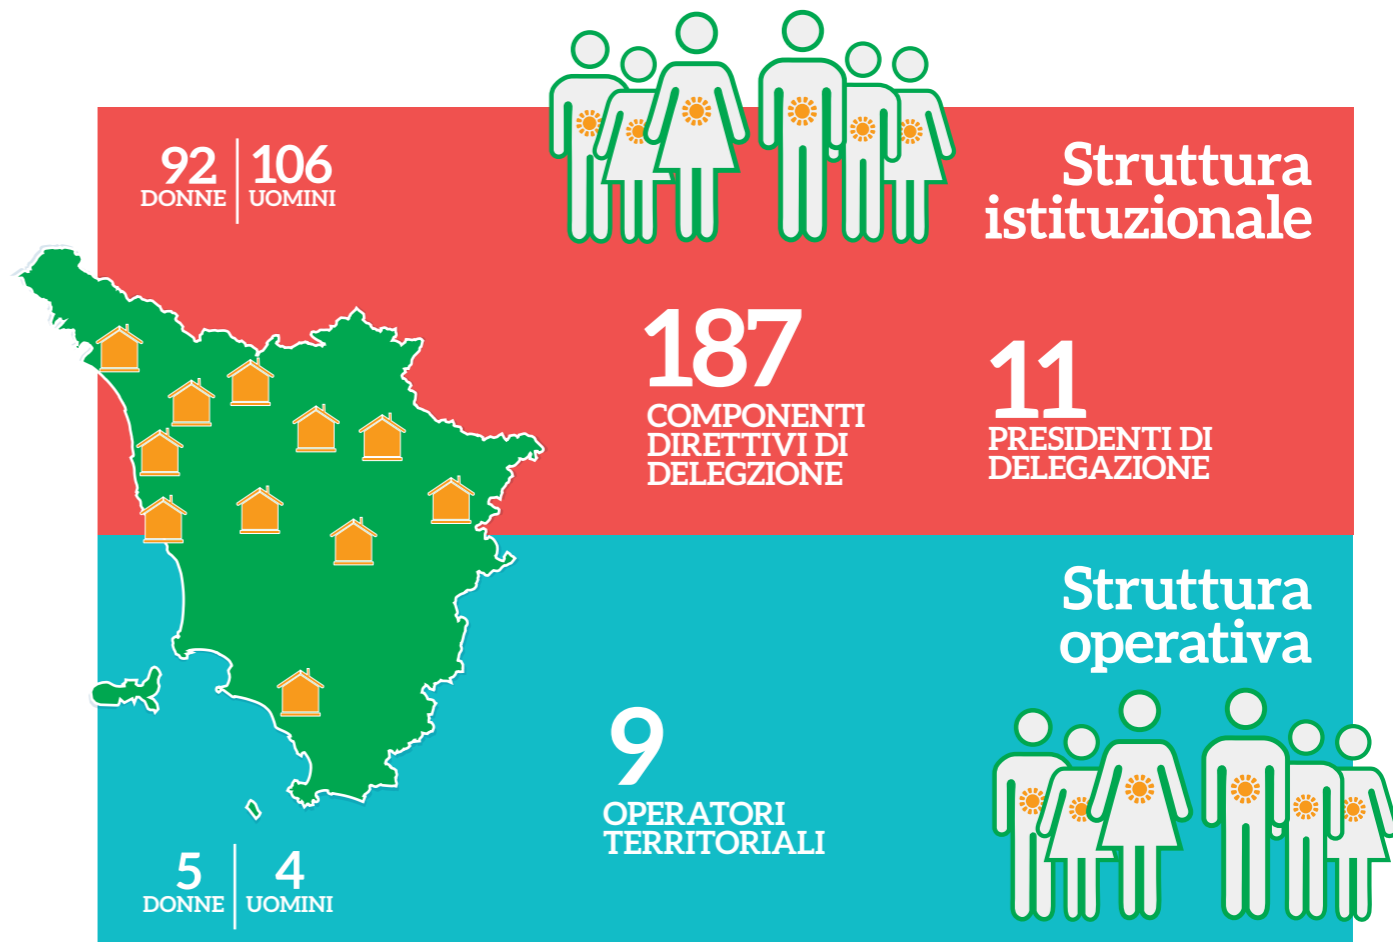 92
DONNE
106
UOMINI
Struttura
istituzionale
187
COMPONENTI
DIRETTIVI DI
DELEGZIONE
11
PRESIDENTI DI
DELEGAZIONE
Struttura
operativa
9
OPERATORI
TERRITORIALI
5
DONNE
4
UOMINI